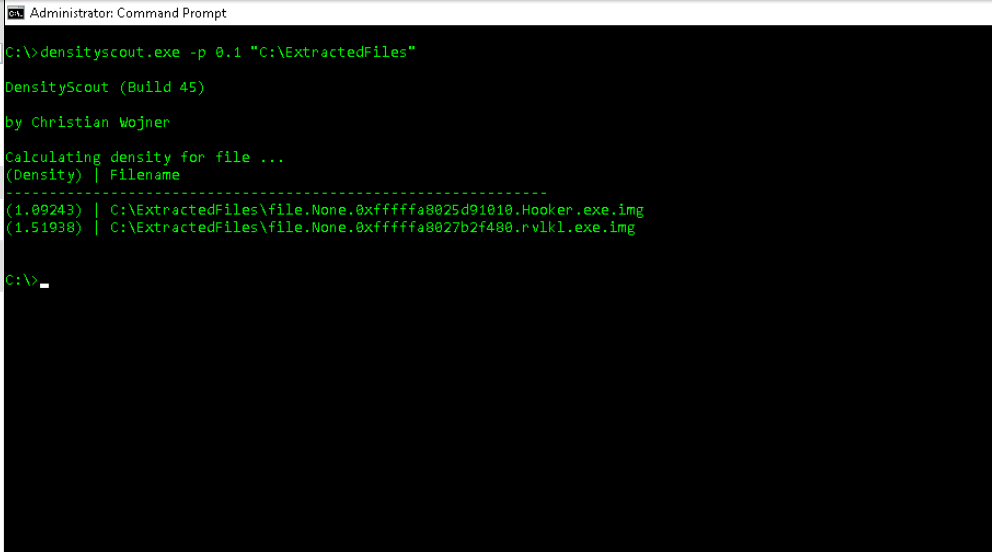 Administrator: Command Prompt
C:\>densityscout.exe -p 0.1 "C:\ExtractedFiles"
DensityScout (Build 45)
by Christian Wojner
Calculating density for file ...
(Density) | Filename
--------------------------------------------------------------
(1.09243) | C:\ExtractedFiles\file.None.0xfffffa8025d91010.Hooker.exe.img
(1.51938) | C:\ExtractedFiles\file.None.0xfffffa8027b2f480.rvlkl.exe.img
C:\>